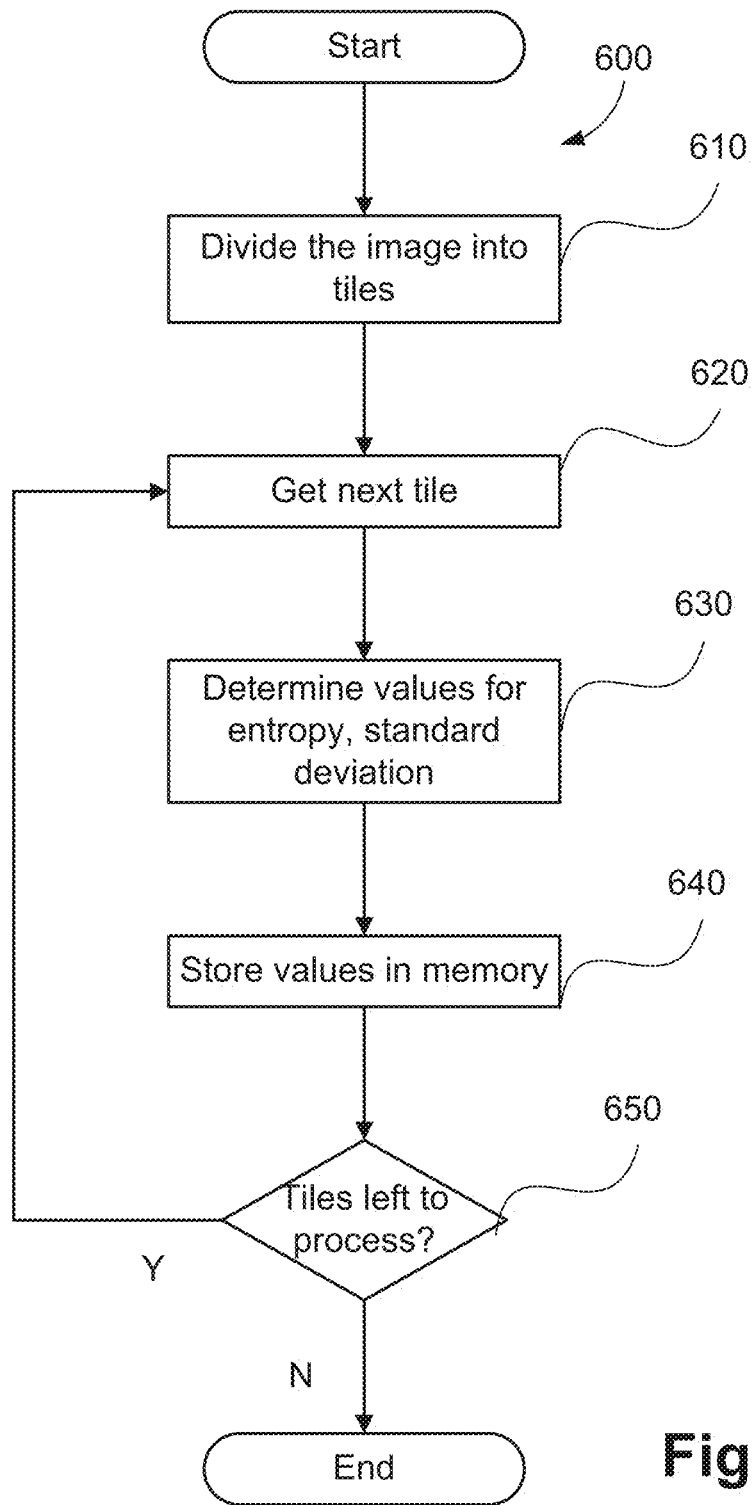 Start
600
610
Divide the image into
tiles
620
Get next tile
630
Determine values for
entropy, standard
deviation
640
Store values in memory
650
Tiles left to
process?
Y
N
End
Fig